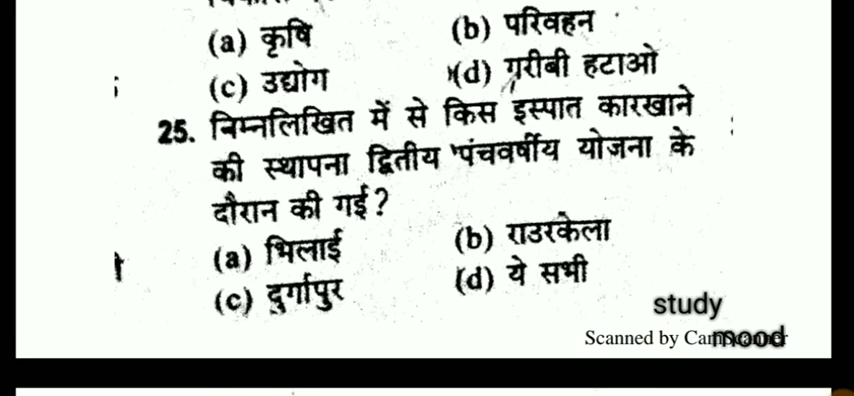 (a) कृषि (b) परिवहन
(c) उद्योग (d) गरीबी हटाओ
25. निम्नलिखित में से किस इस्पात कारखाने
की स्थापना द्वितीय पंचवर्षीय योजना के
दौरान की गई?
(a) भिलाई (b) राउरकेला
(c) दुर्गापुर (d) ये सभी
study
Scanned by CamScanner
mood